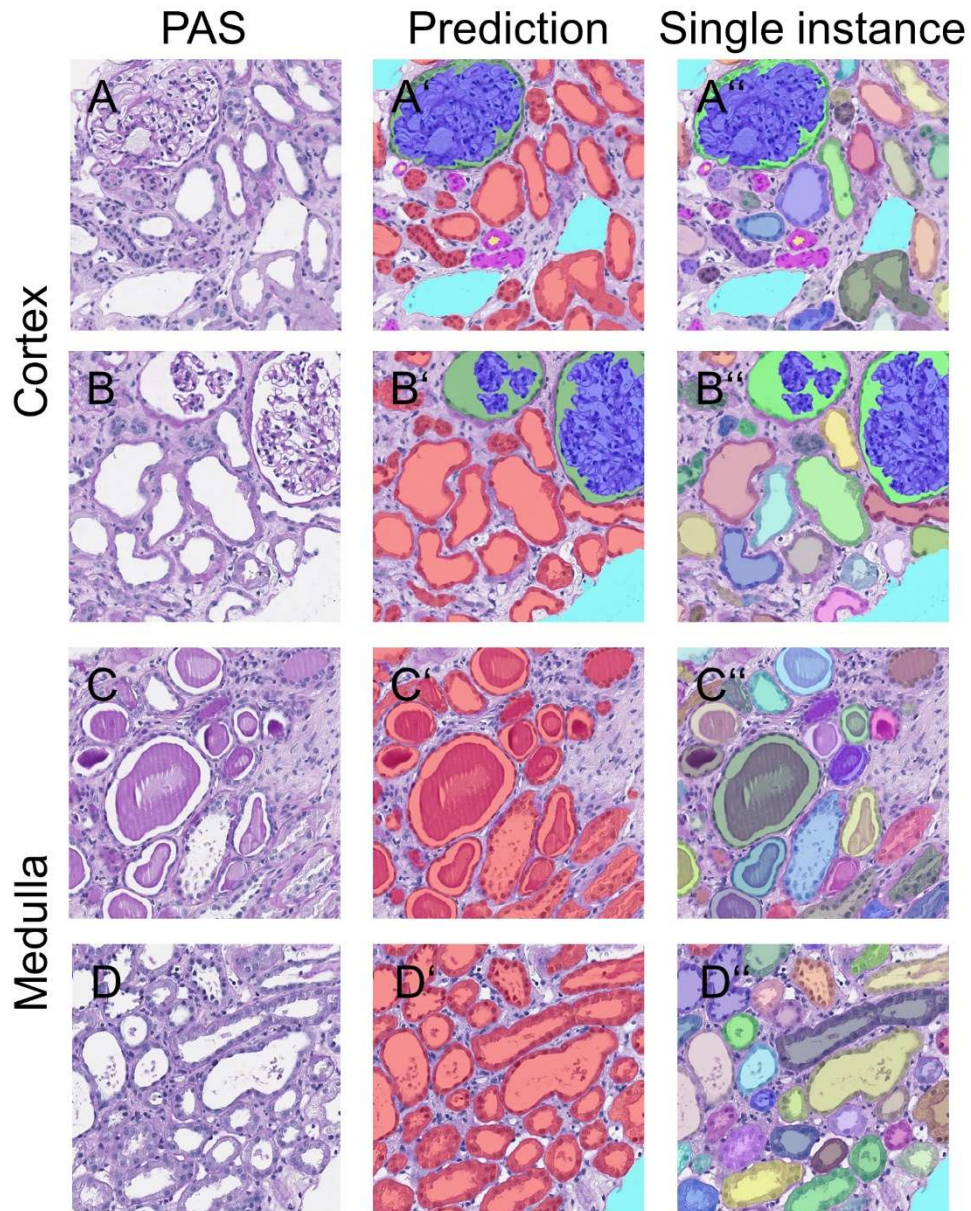 PAS Prediction Single instance
Cortex
A A‘ A“
B B‘ B“
Medulla
C C‘ C“
D D‘ D“